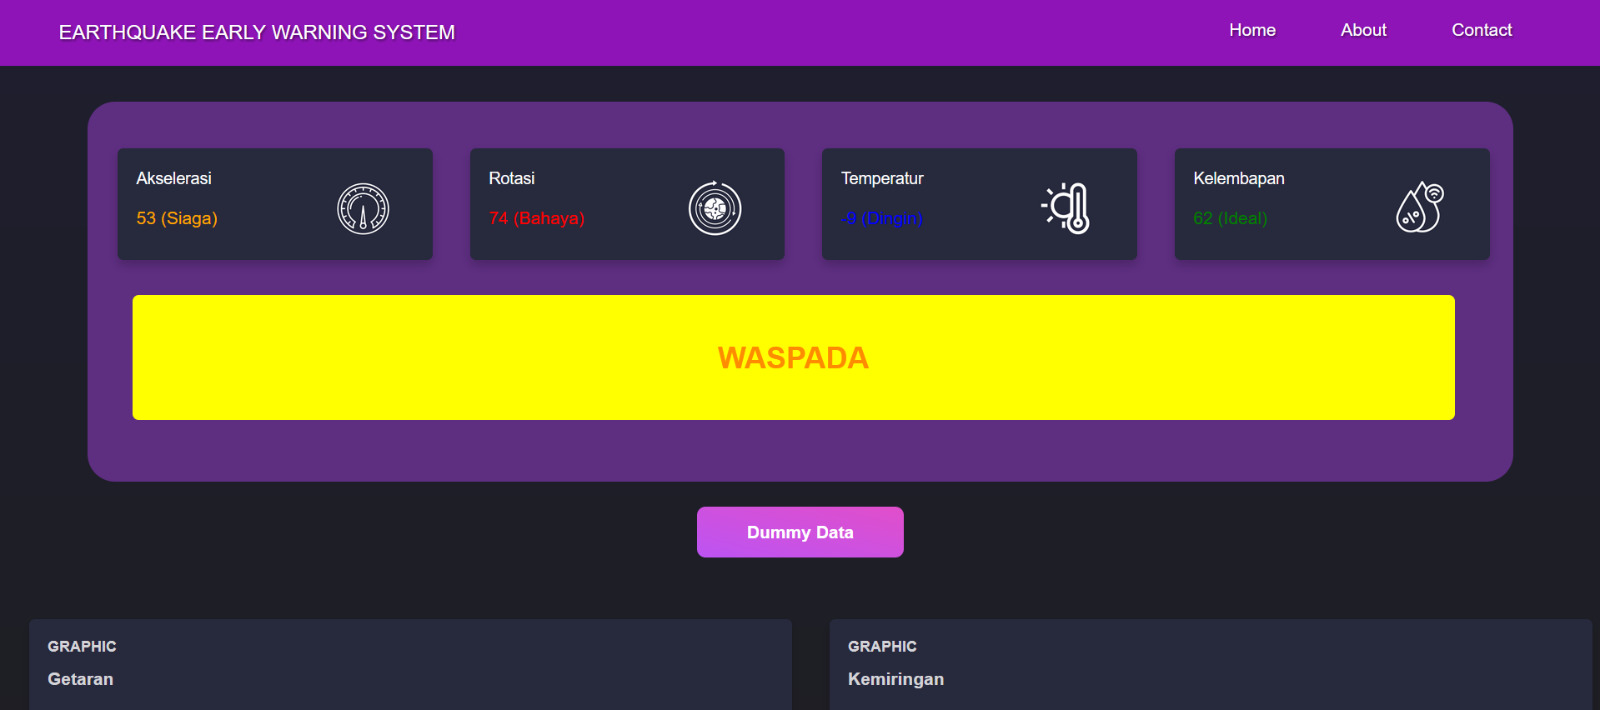 EARTHQUAKE EARLY WARNING SYSTEM
Home
About
Contact
Akselerasi
53 (Siaga)
Rotasi
74 (Bahaya)
Temperatur
-9 (Dingin)
Kelembapan
62 (Ideal)
WASPADA
Dummy Data
GRAPHIC
Getaran
GRAPHIC
Kemiringan